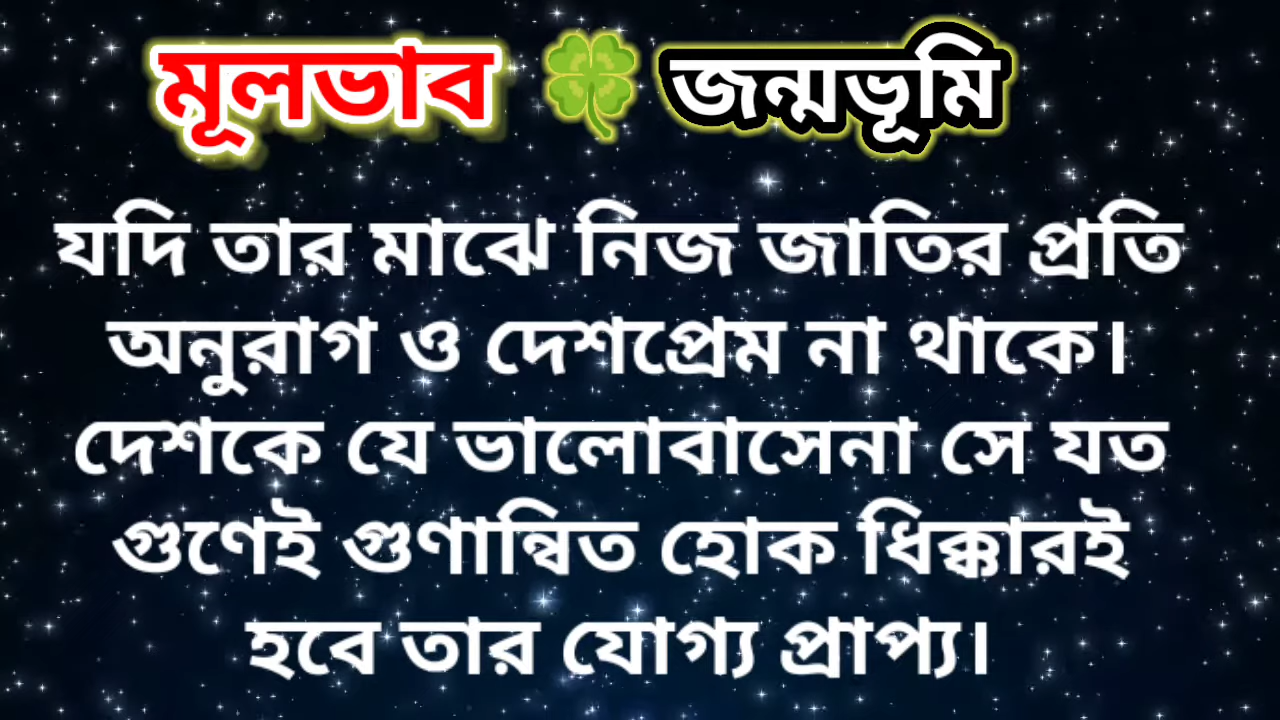 মূলভাব 🍀 জন্মভূমি
যদি তার মাঝে নিজ জাতির প্রতি
অনুরাগ ও দেশপ্রেম না থাকে।
দেশকে যে ভালোবাসেনা সে যত
গুণেই গুণান্বিত হোক ধিক্কারই
হবে তার যোগ্য প্রাপ্য।